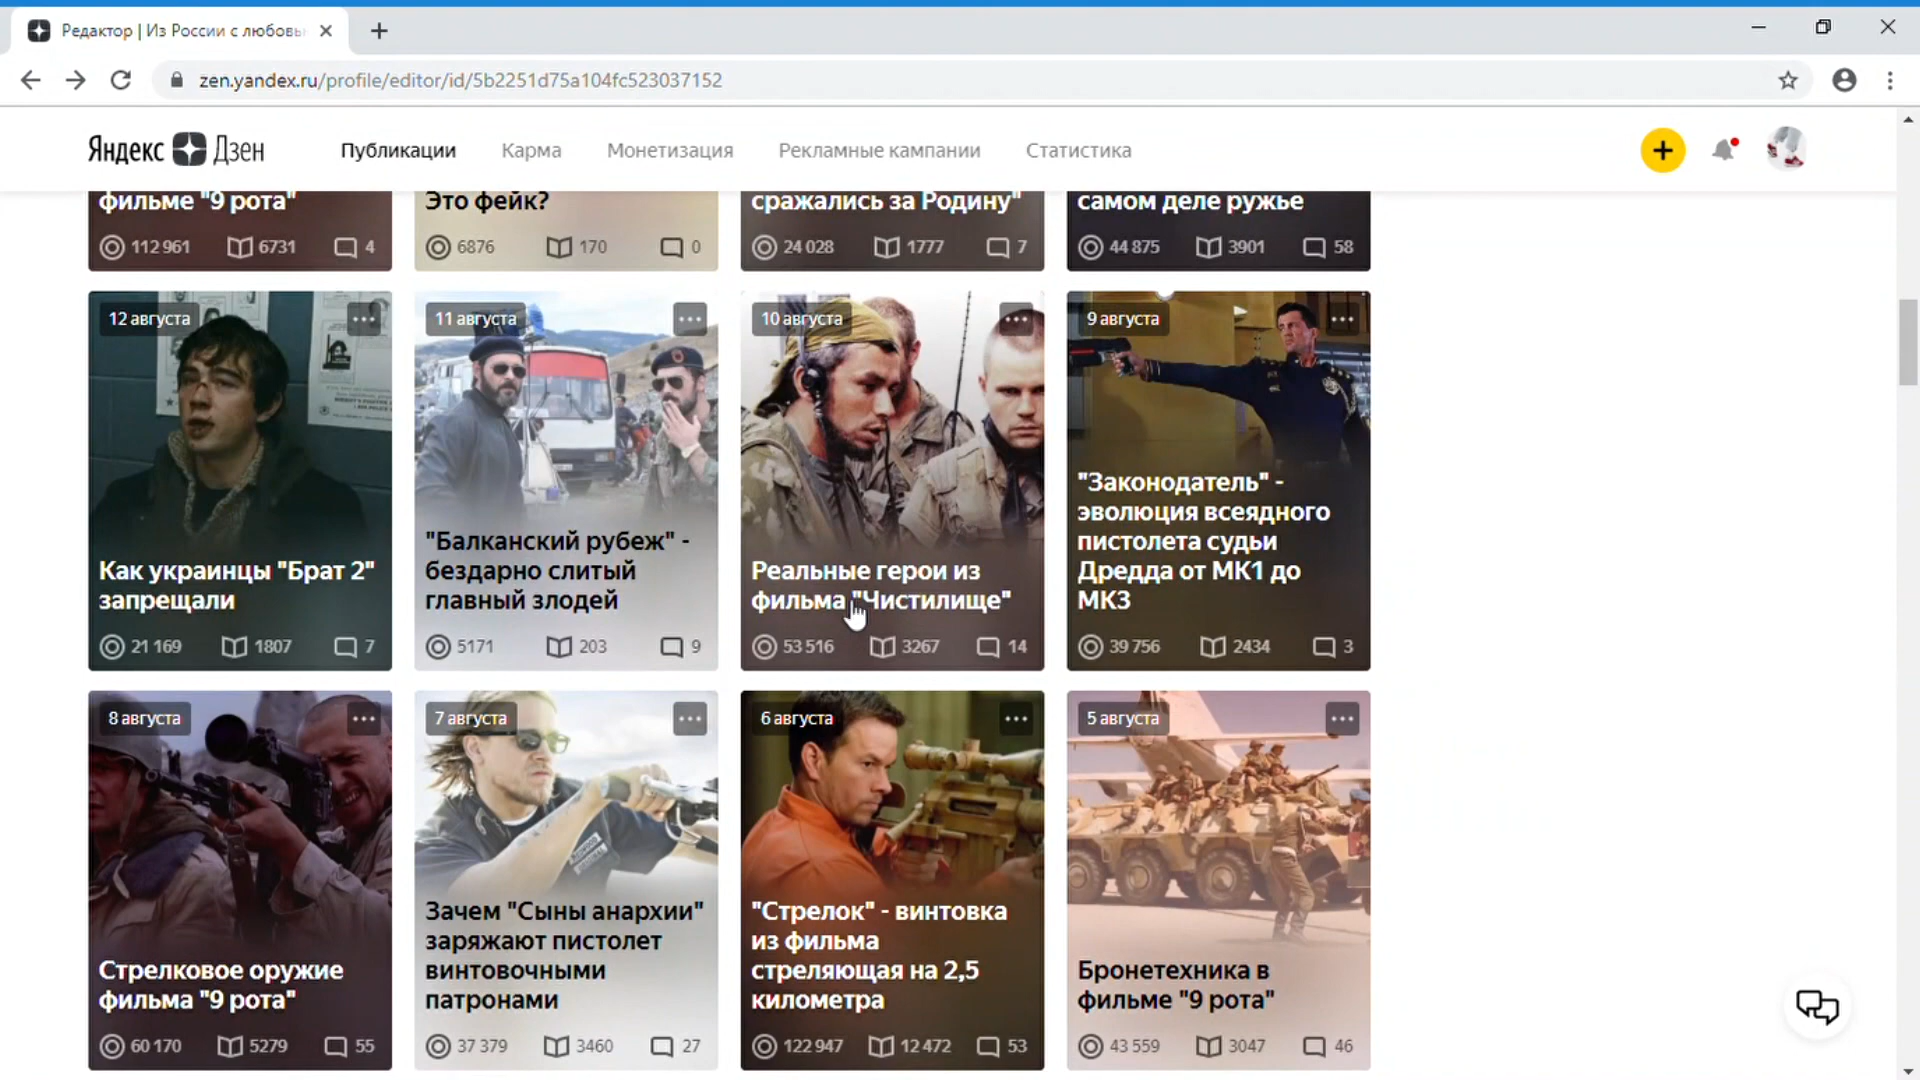 Редактор | Из России с любовь
zen.yandex.ru/profile/editor/id/5b2251d75a104fc523037152
Яндекс Дзен
Публикации
Карма
Монетизация
Рекламные кампании
Статистика
фильме "9 рота"
112 961 6731 4
Это фейк?
6876 170 0
сражались за Родину"
24 028 1777 7
самом деле ружье
44 875 3901 58
12 августа
Как украинцы "Брат 2"
запрещали
21 169 1807 7
11 августа
"Балканский рубеж" -
бездарно слитый
главный злодей
5171 203 9
10 августа
Реальные герои из
фильма "Чистилище"
53 516 3267 14
9 августа
"Законодатель" -
эволюция всеядного
пистолета судьи
Дредда от МК1 до
МК3
39 756 2434 3
8 августа
Стрелковое оружие
фильма "9 рота"
60 170 5279 55
7 августа
Зачем "Сыны анархии"
заряжают пистолет
винтовочными
патронами
37 379 3460 27
6 августа
"Стрелок" - винтовка
из фильма
стреляющая на 2,5
километра
122 947 12 472 53
5 августа
Бронетехника в
фильме "9 рота"
43 559 3047 46